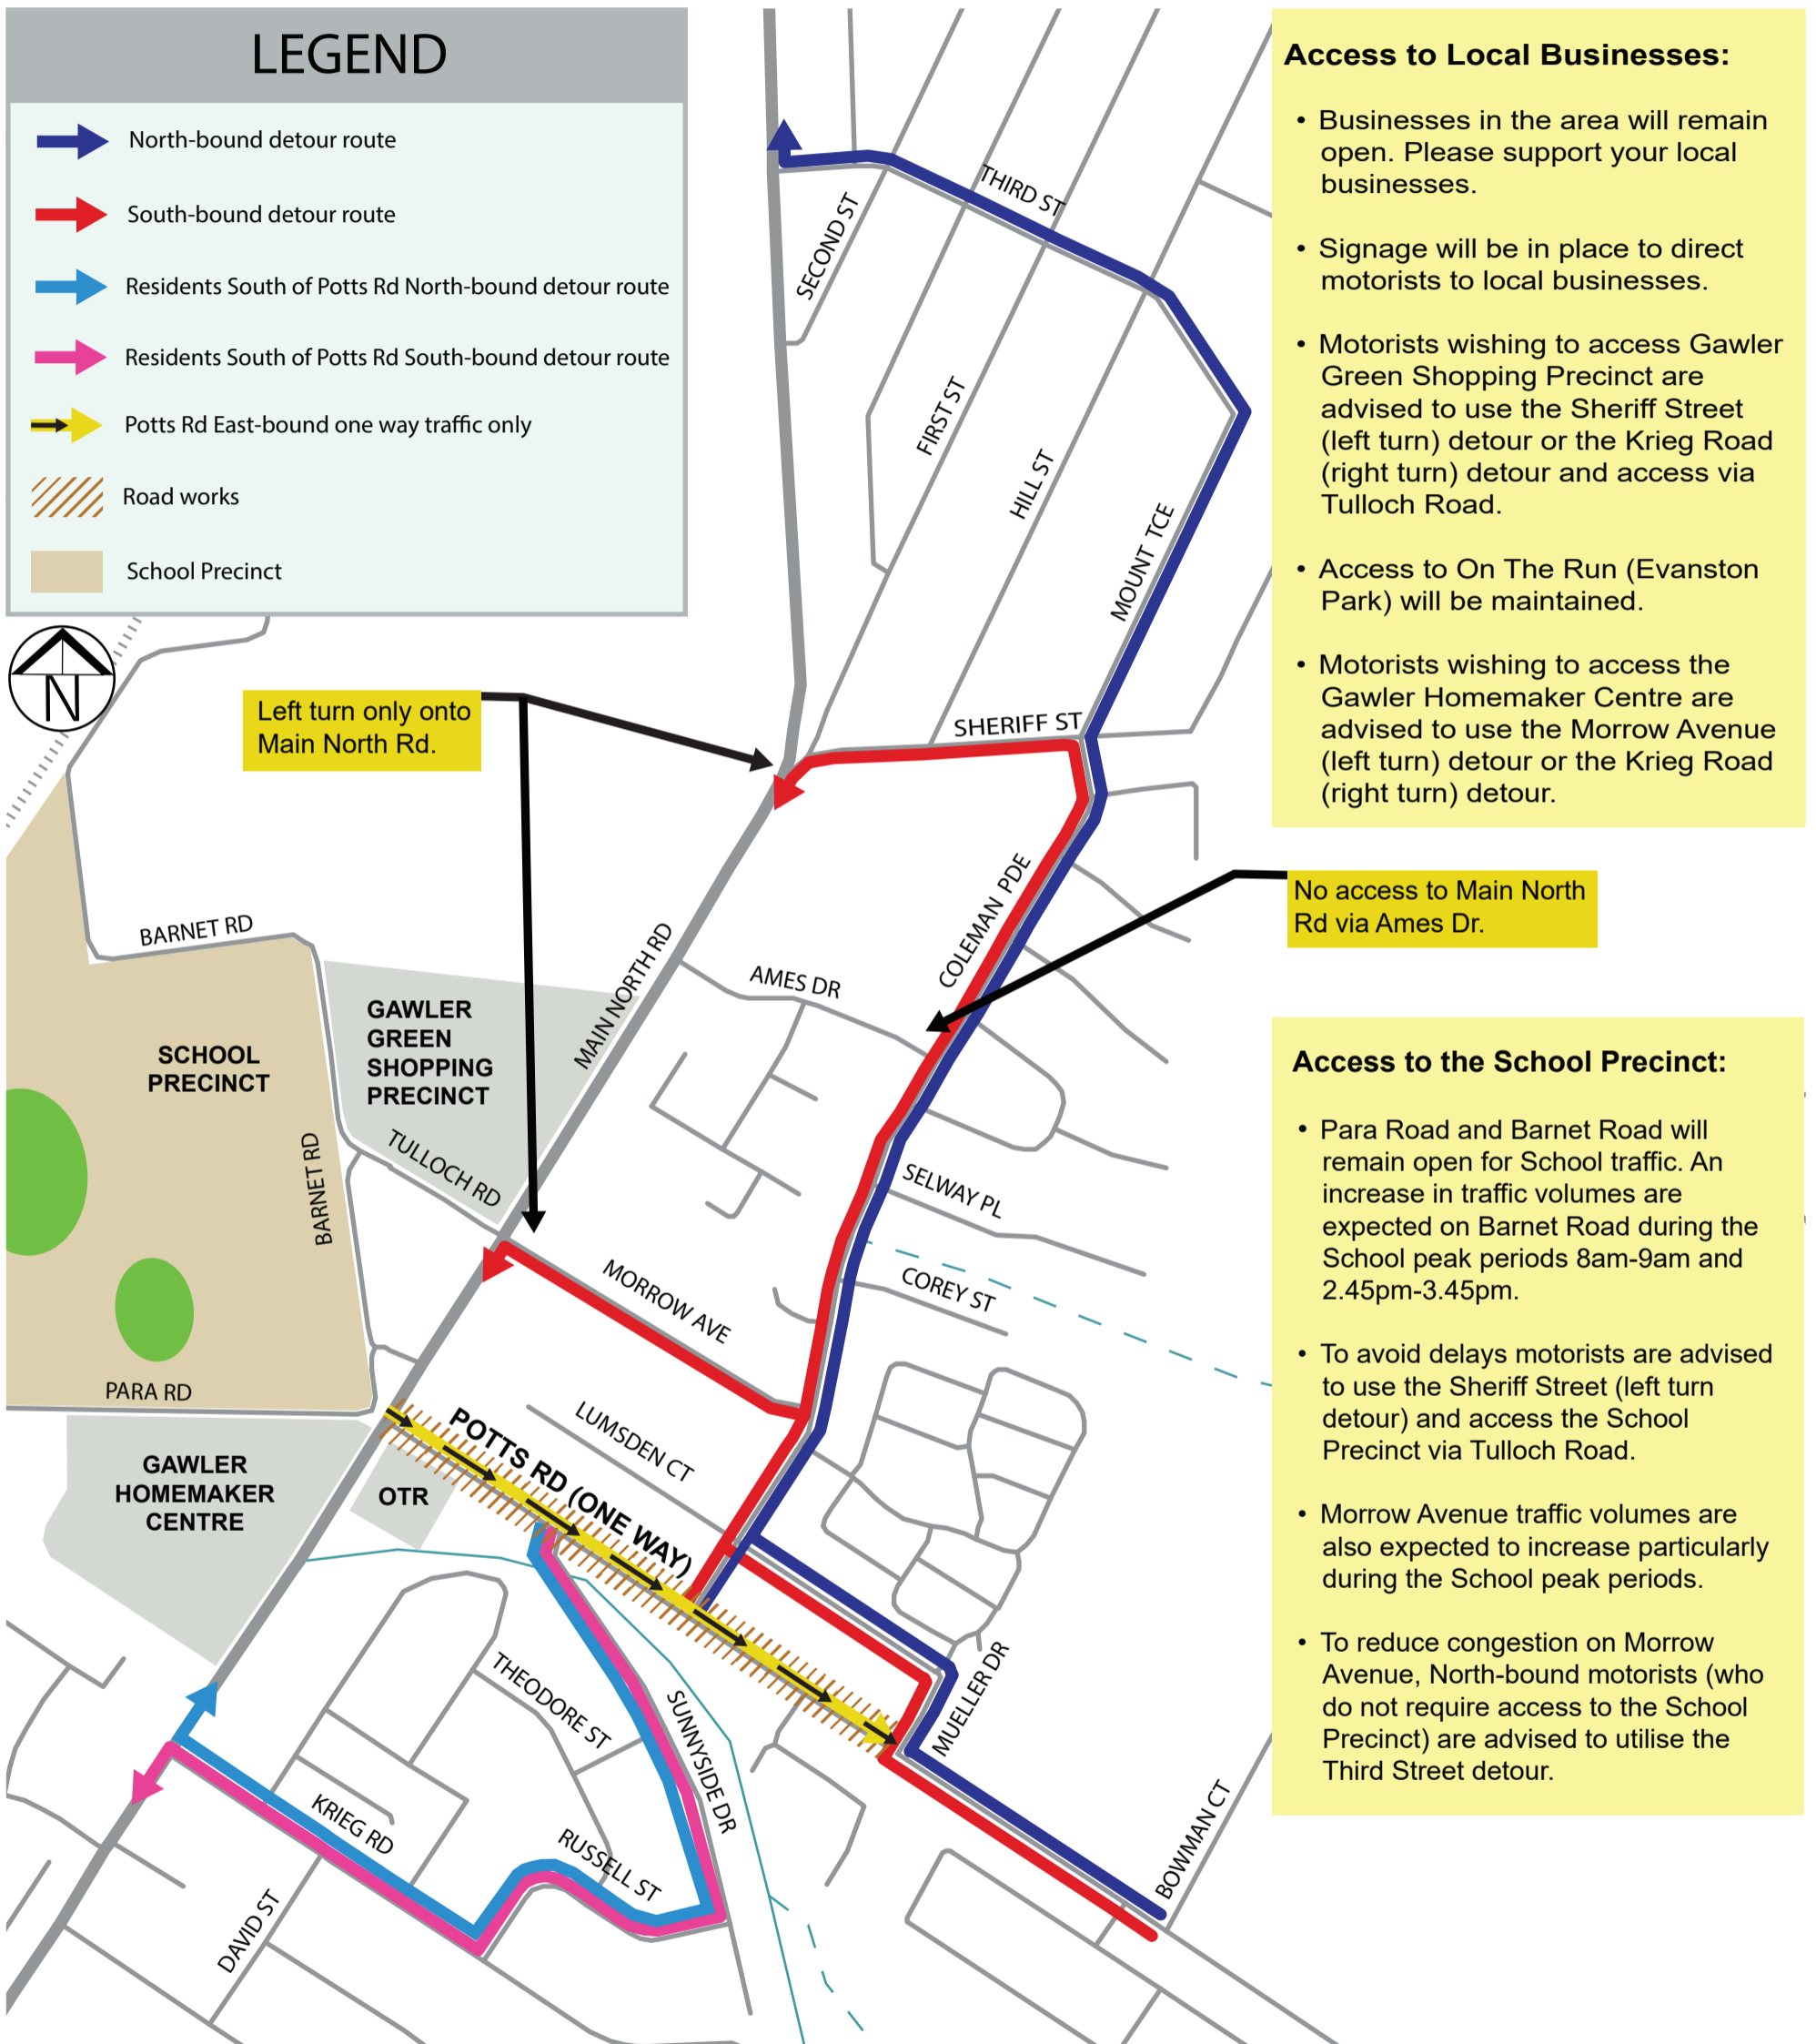 LEGEND
North-bound detour route
South-bound detour route
Residents South of Potts Rd North-bound detour route
Residents South of Potts Rd South-bound detour route
Potts Rd East-bound one way traffic only
Road works
School Precinct
N
Access to Local Businesses:
• Businesses in the area will remain
open. Please support your local
businesses.
• Signage will be in place to direct
motorists to local businesses.
• Motorists wishing to access Gawler
Green Shopping Precinct are
advised to use the Sheriff Street
(left turn) detour or the Krieg Road
(right turn) detour and access via
Tulloch Road.
• Access to On The Run (Evanston
Park) will be maintained.
• Motorists wishing to access the
Gawler Homemaker Centre are
advised to use the Morrow Avenue
(left turn) detour or the Krieg Road
(right turn) detour.
THIRD ST
SECOND ST
FIRST ST
HILL ST
MOUNT TCE
SHERIFF ST
Left turn only onto
Main North Rd.
No access to Main North
Rd via Ames Dr.
COLEMAN PDE
BARNET RD
MAIN NORTH RD
AMES DR
GAWLER
GREEN
SHOPPING
PRECINCT
SCHOOL
PRECINCT
BARNET RD
TULLOCH RD
SELWAY PL
COREY ST
MORROW AVE
PARA RD
LUMSDEN CT
POTTS RD (ONE WAY)
GAWLER
HOMEMAKER
CENTRE
OTR
THEODORE ST
SUNNYSIDE DR
MUELLER DR
KRIEG RD
RUSSELL ST
DAVID ST
BOWMAN CT
Access to the School Precinct:
• Para Road and Barnet Road will
remain open for School traffic. An
increase in traffic volumes are
expected on Barnet Road during the
School peak periods 8am-9am and
2.45pm-3.45pm.
• To avoid delays motorists are advised
to use the Sheriff Street (left turn
detour) and access the School
Precinct via Tulloch Road.
• Morrow Avenue traffic volumes are
also expected to increase particularly
during the School peak periods.
• To reduce congestion on Morrow
Avenue, North-bound motorists (who
do not require access to the School
Precinct) are advised to utilise the
Third Street detour.